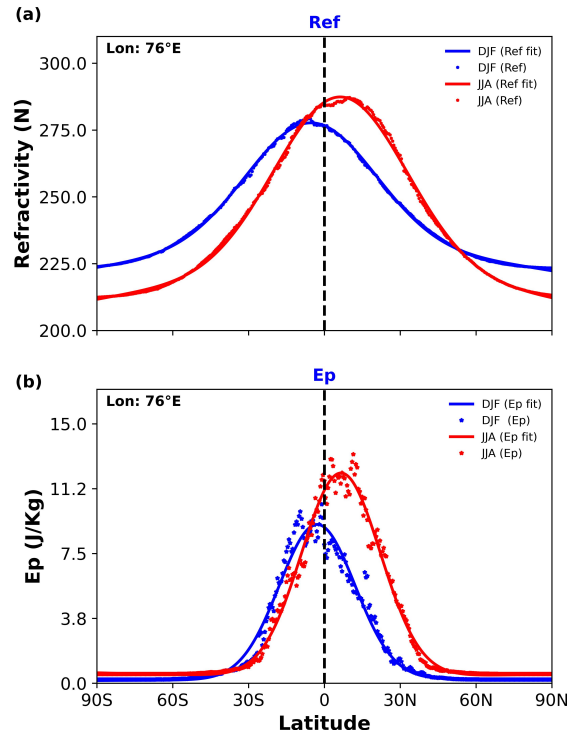 (a)
Ref
Lon: 76°E
DJF (Ref fit)
DJF (Ref)
JJA (Ref fit)
JJA (Ref)
300.0
275.0
250.0
225.0
200.0
Refractivity (N)
(b)
Ep
Lon: 76°E
DJF (Ep fit)
DJF  (Ep)
JJA (Ep fit)
JJA (Ep)
15.0
11.2
7.5
3.8
0.0
Ep (J/Kg)
90S 60S 30S 0 30N 60N 90N
Latitude